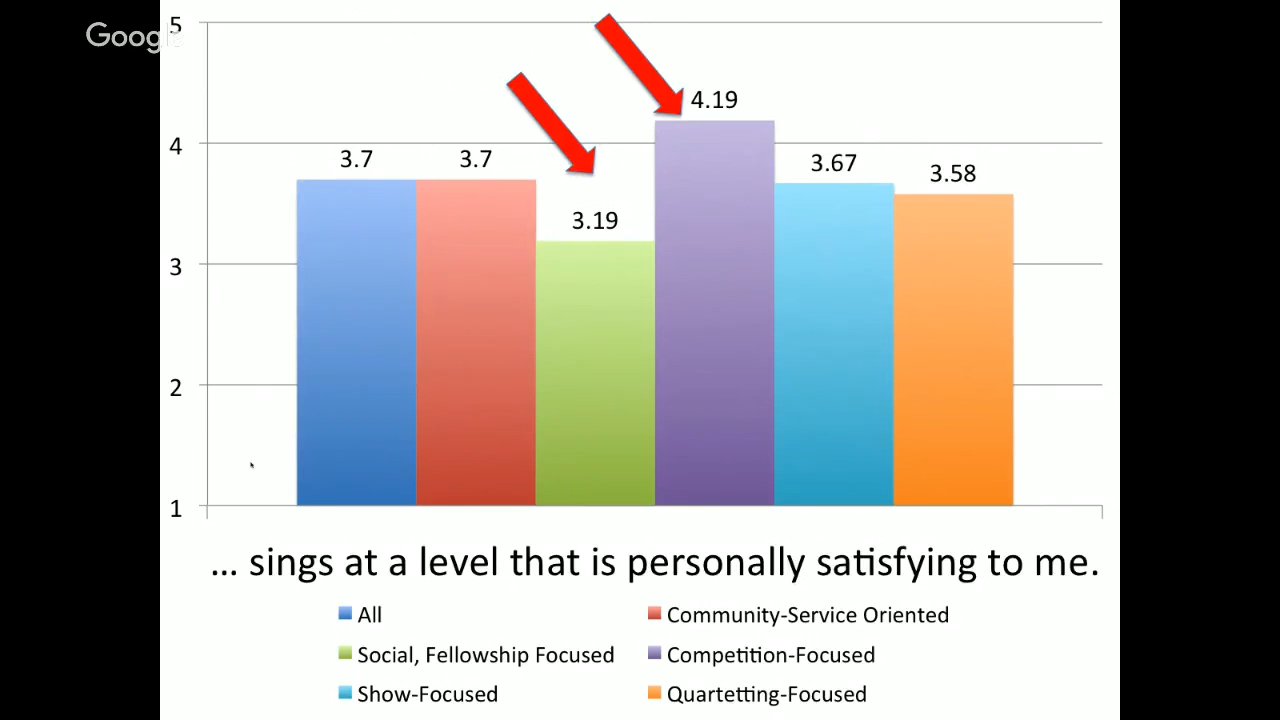 Google
5
4.19
4
3.7
3.7
3.67
3.58
3.19
3
2
1
... sings at a level that is personally satisfying to me.
All
Community-Service Oriented
Social, Fellowship Focused
Competition-Focused
Show-Focused
Quartetting-Focused